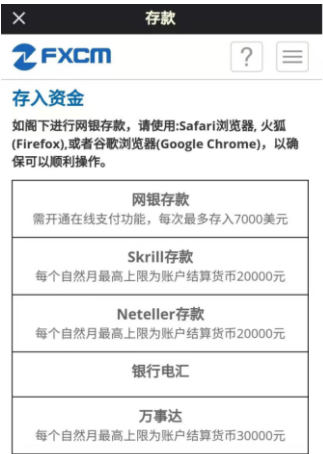 存款
FXCM
?
存入资金
如阁下进行网银存款，请使用:Safari浏览器, 火狐
(Firefox),或者谷歌浏览器(Google Chrome)，以确
保可以顺利操作。
网银存款
需开通在线支付功能，每次最多存入7000美元
Skrill存款
每个自然月最高上限为账户结算货币20000元
Neteller存款
每个自然月最高上限为账户结算货币20000元
银行电汇
万事达
每个自然月最高上限为账户结算货币30000元